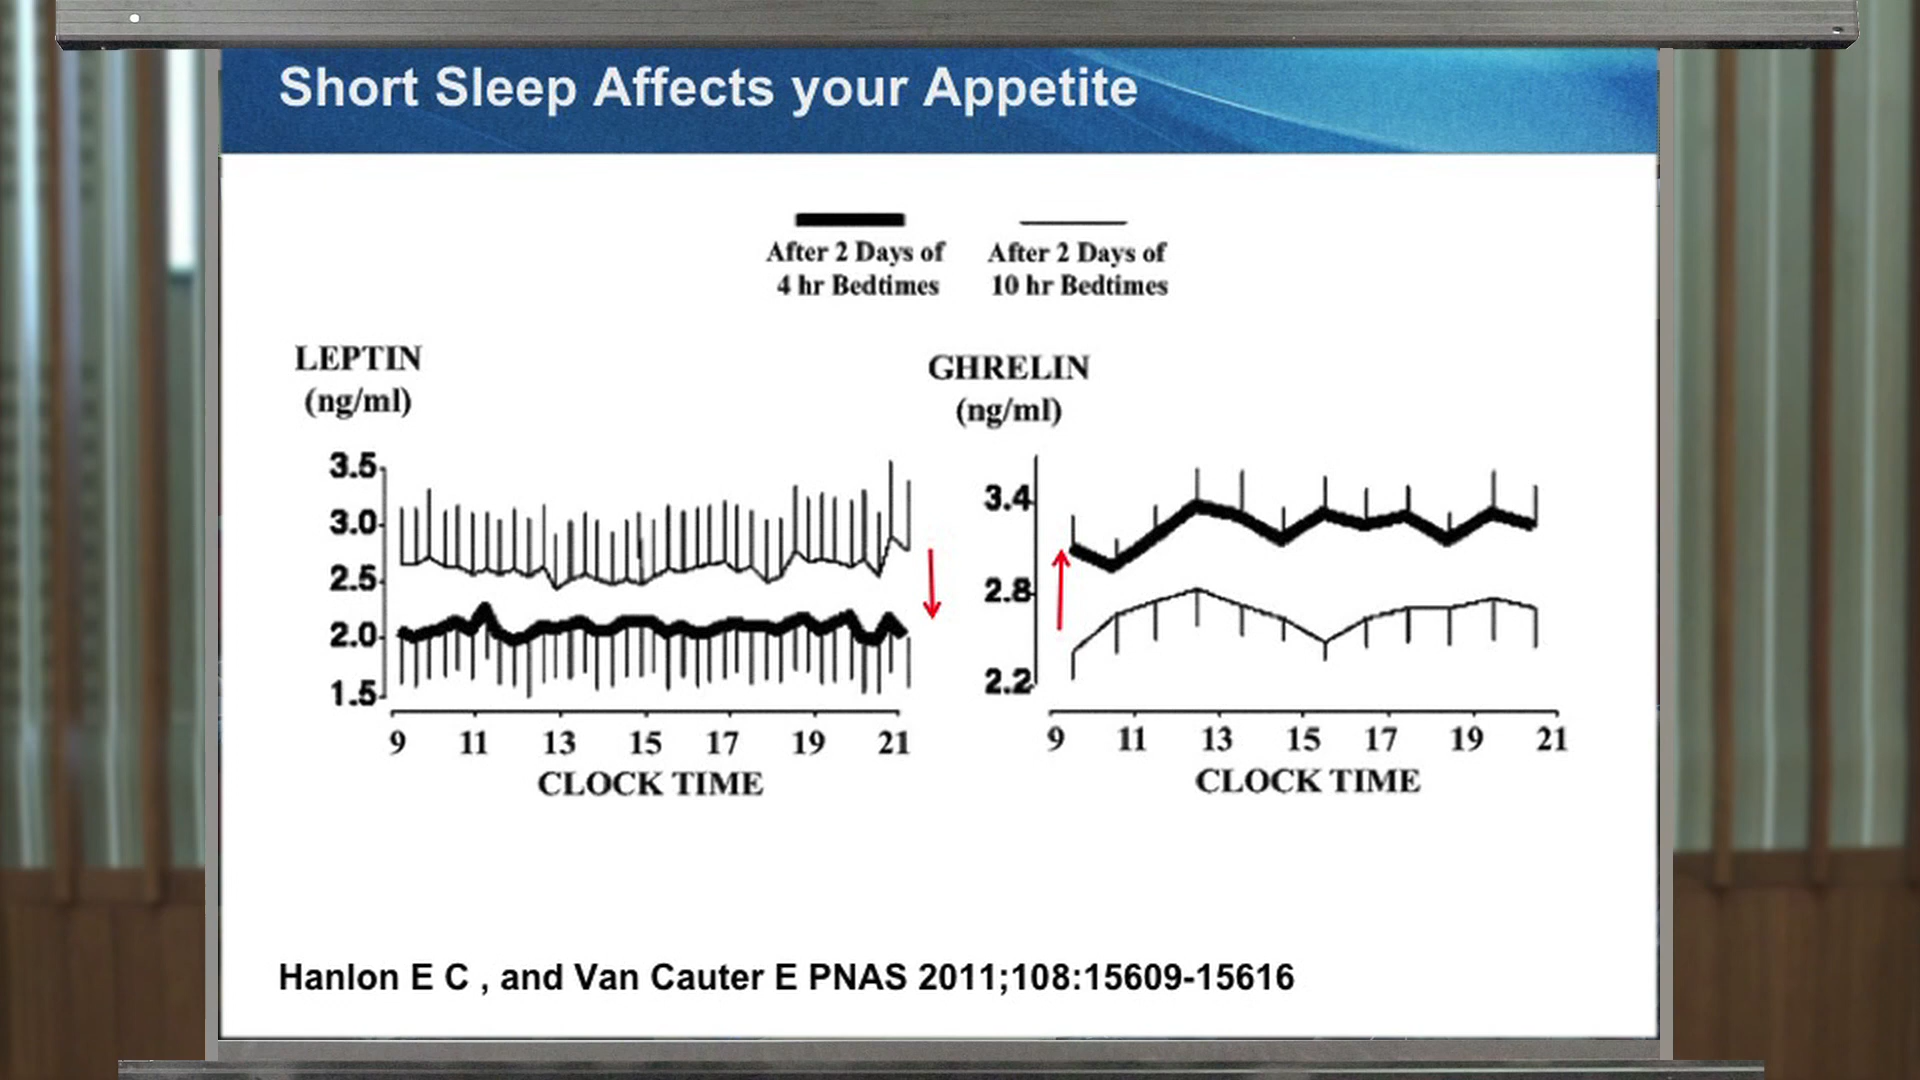 Short Sleep Affects your Appetite
After 2 Days of
4 hr Bedtimes
After 2 Days of
10 hr Bedtimes
LEPTIN
(ng/ml)
3.5
3.0
2.5
2.0
1.5
9 11 13 15 17 19 21
CLOCK TIME
GHRELIN
(ng/ml)
3.4
2.8
2.2
9 11 13 15 17 19 21
CLOCK TIME
Hanlon E C , and Van Cauter E PNAS 2011;108:15609-15616